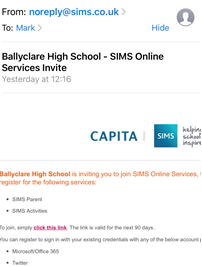 From: noreply@sims.co.uk >
To: Mark > Hide
Ballyclare High School - SIMS Online
Services Invite
Yesterday at 12:16
CAPITA | SIMS helping
school
inspire
Ballyclare High School is inviting you to join SIMS Online Services,
register for the following services:
• SIMS Parent
• SIMS Activities
To join, simply click this link. The link is valid for the next 90 days.
You can register to sign in with your existing credentials with any of the below account
• Microsoft/Office 365
• Twitter